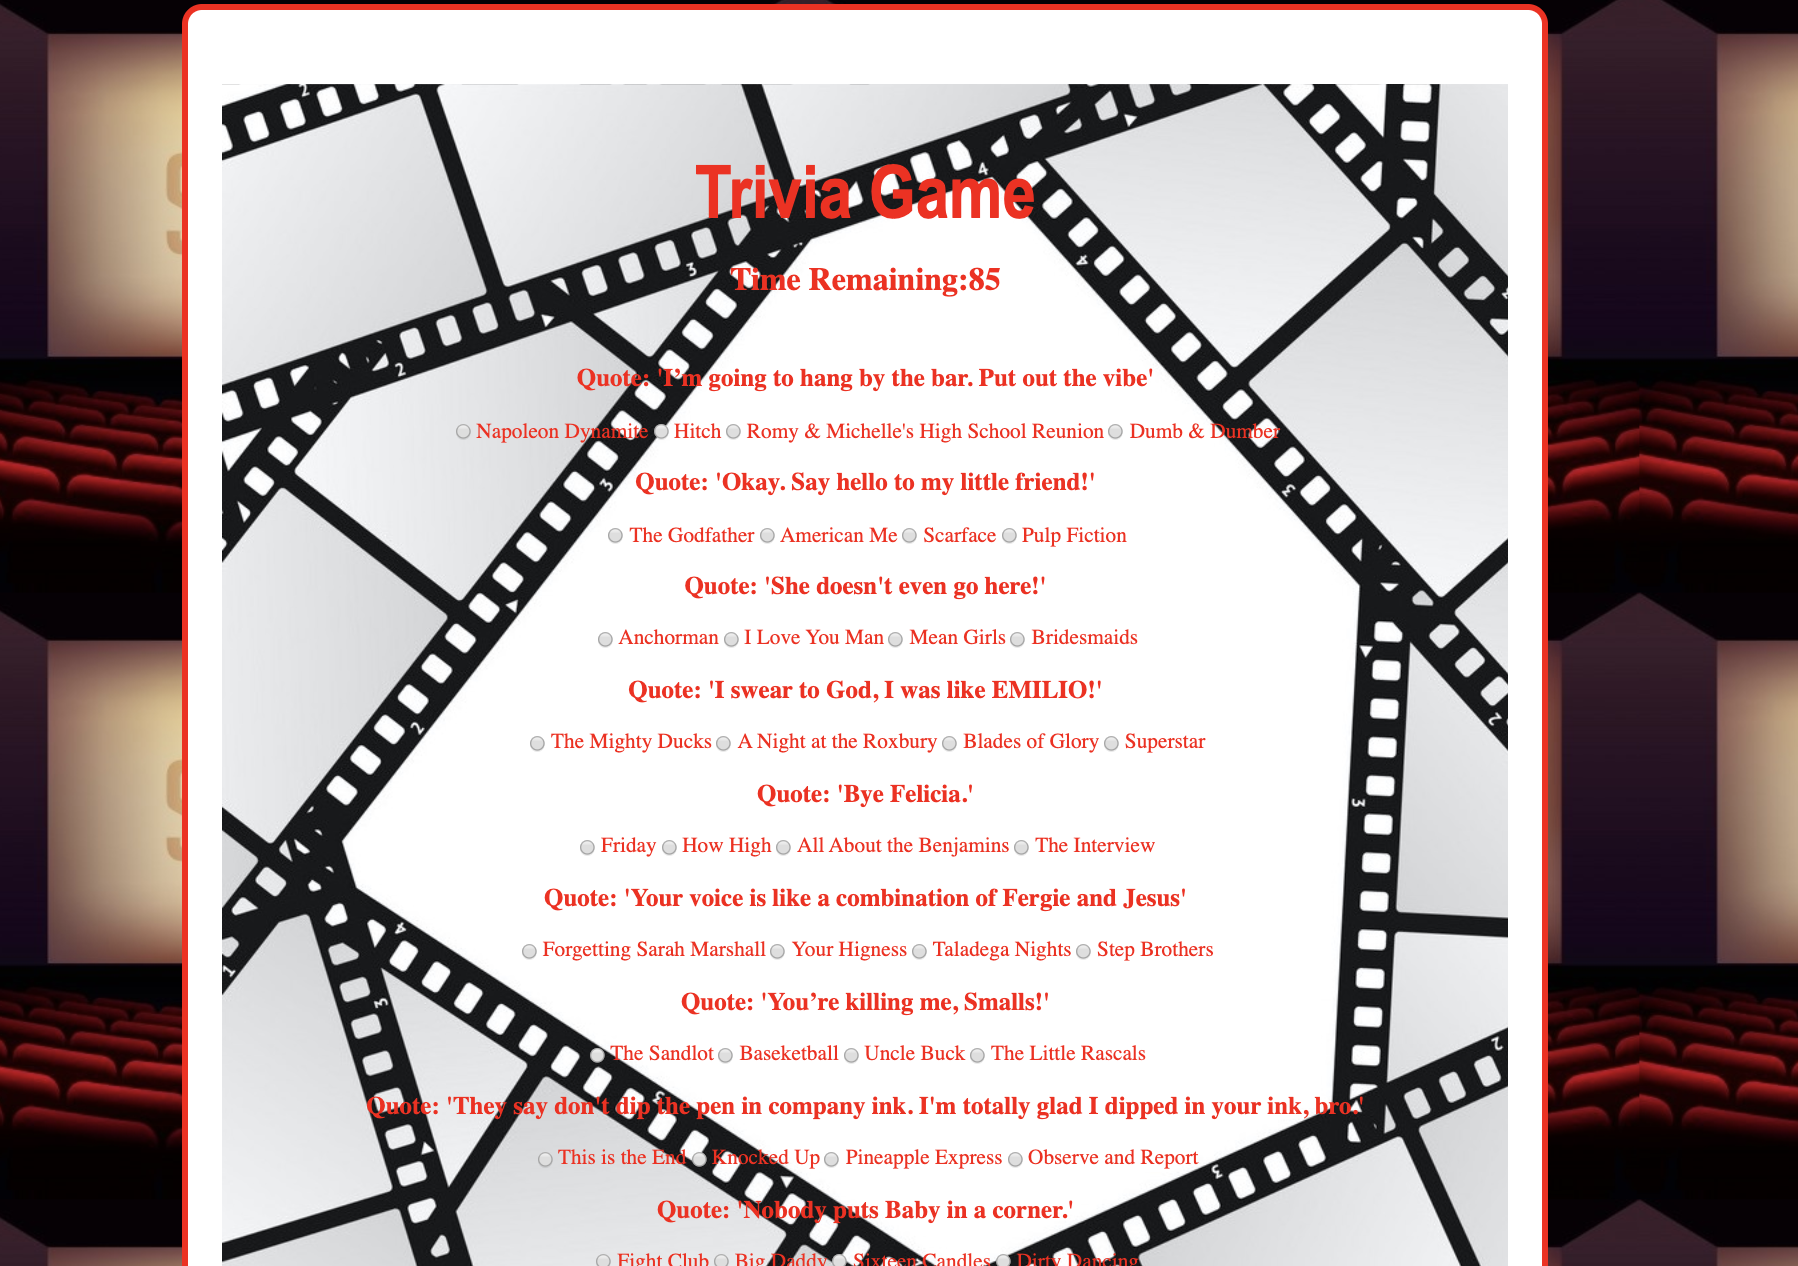 Trivia Game
Time Remaining:85
Quote: 'I’m going to hang by the bar. Put out the vibe'
Napoleon Dynamite Hitch Romy & Michelle's High School Reunion Dumb & Dumber
Quote: 'Okay. Say hello to my little friend!'
The Godfather American Me Scarface Pulp Fiction
Quote: 'She doesn't even go here!'
Anchorman I Love You Man Mean Girls Bridesmaids
Quote: 'I swear to God, I was like EMILIO!'
The Mighty Ducks A Night at the Roxbury Blades of Glory Superstar
Quote: 'Bye Felicia.'
Friday How High All About the Benjamins The Interview
Quote: 'Your voice is like a combination of Fergie and Jesus'
Forgetting Sarah Marshall Your Higness Taladega Nights Step Brothers
Quote: 'You’re killing me, Smalls!'
The Sandlot Baseketball Uncle Buck The Little Rascals
Quote: 'They say don't dip the pen in company ink. I'm totally glad I dipped in your ink, bro.'
This is the End Knocked Up Pineapple Express Observe and Report
Quote: 'Nobody puts Baby in a corner.'
Fight Club Big Daddy Sixteen Candles Dirty Dancing